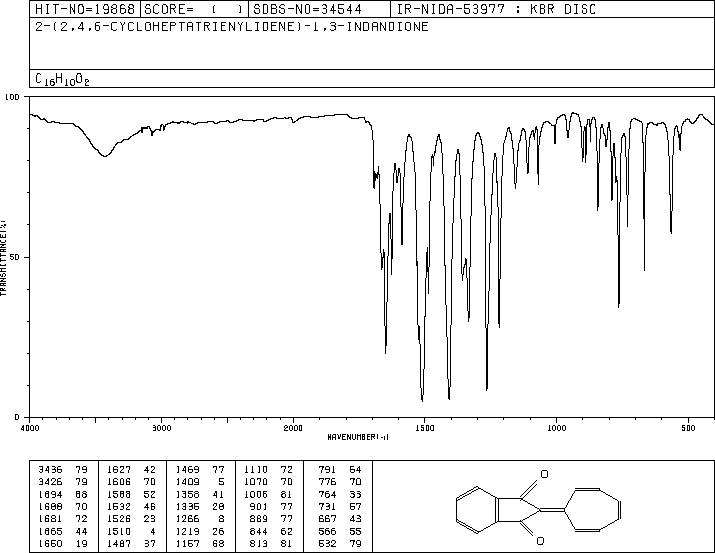 HIT-NO=19868 SCORE= ( ) SDBS-NO=34544 IR-NIDA-53977 : KBR DISC
2-(2,4,6-CYCLOHEPTATRIENYLIDENE)-1,3-INDANDIONE
C16H10O2
100
50
0
TRANSMITTANCE(%)
4000 3000 2000 1500 1000 500
WAVENUMBER(-1)
3436 79 1627 42 1469 77 1110 72 791 64
3426 79 1606 70 1409 5 1070 70 776 70
1694 68 1588 52 1358 41 1006 81 764 33
1688 70 1532 46 1335 28 901 77 731 57
1681 72 1526 23 1266 8 889 77 667 43
1665 44 1510 4 1219 26 844 62 566 55
1650 19 1487 37 1157 68 813 81 532 79
O
O